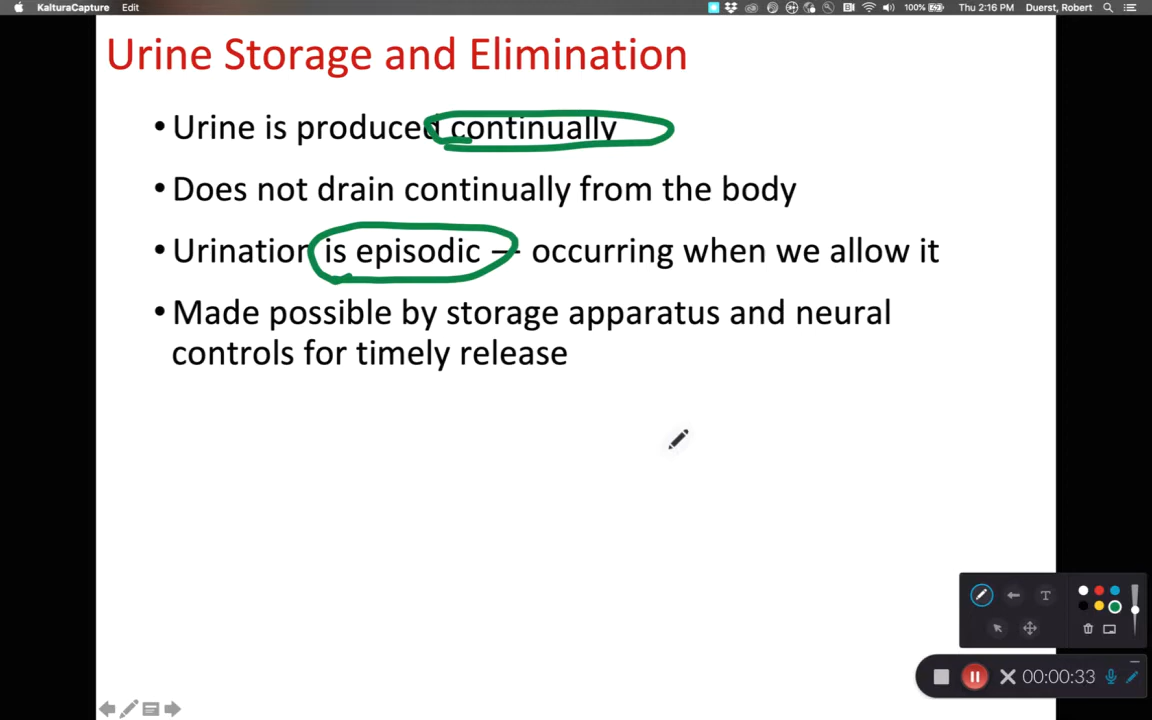 KalturaCapture Edit 100% Thu 2:16 PM Duerst, Robert
Urine Storage and Elimination
• Urine is produced continually
• Does not drain continually from the body
• Urination is episodic — occurring when we allow it
• Made possible by storage apparatus and neural
controls for timely release
T
00:00:33